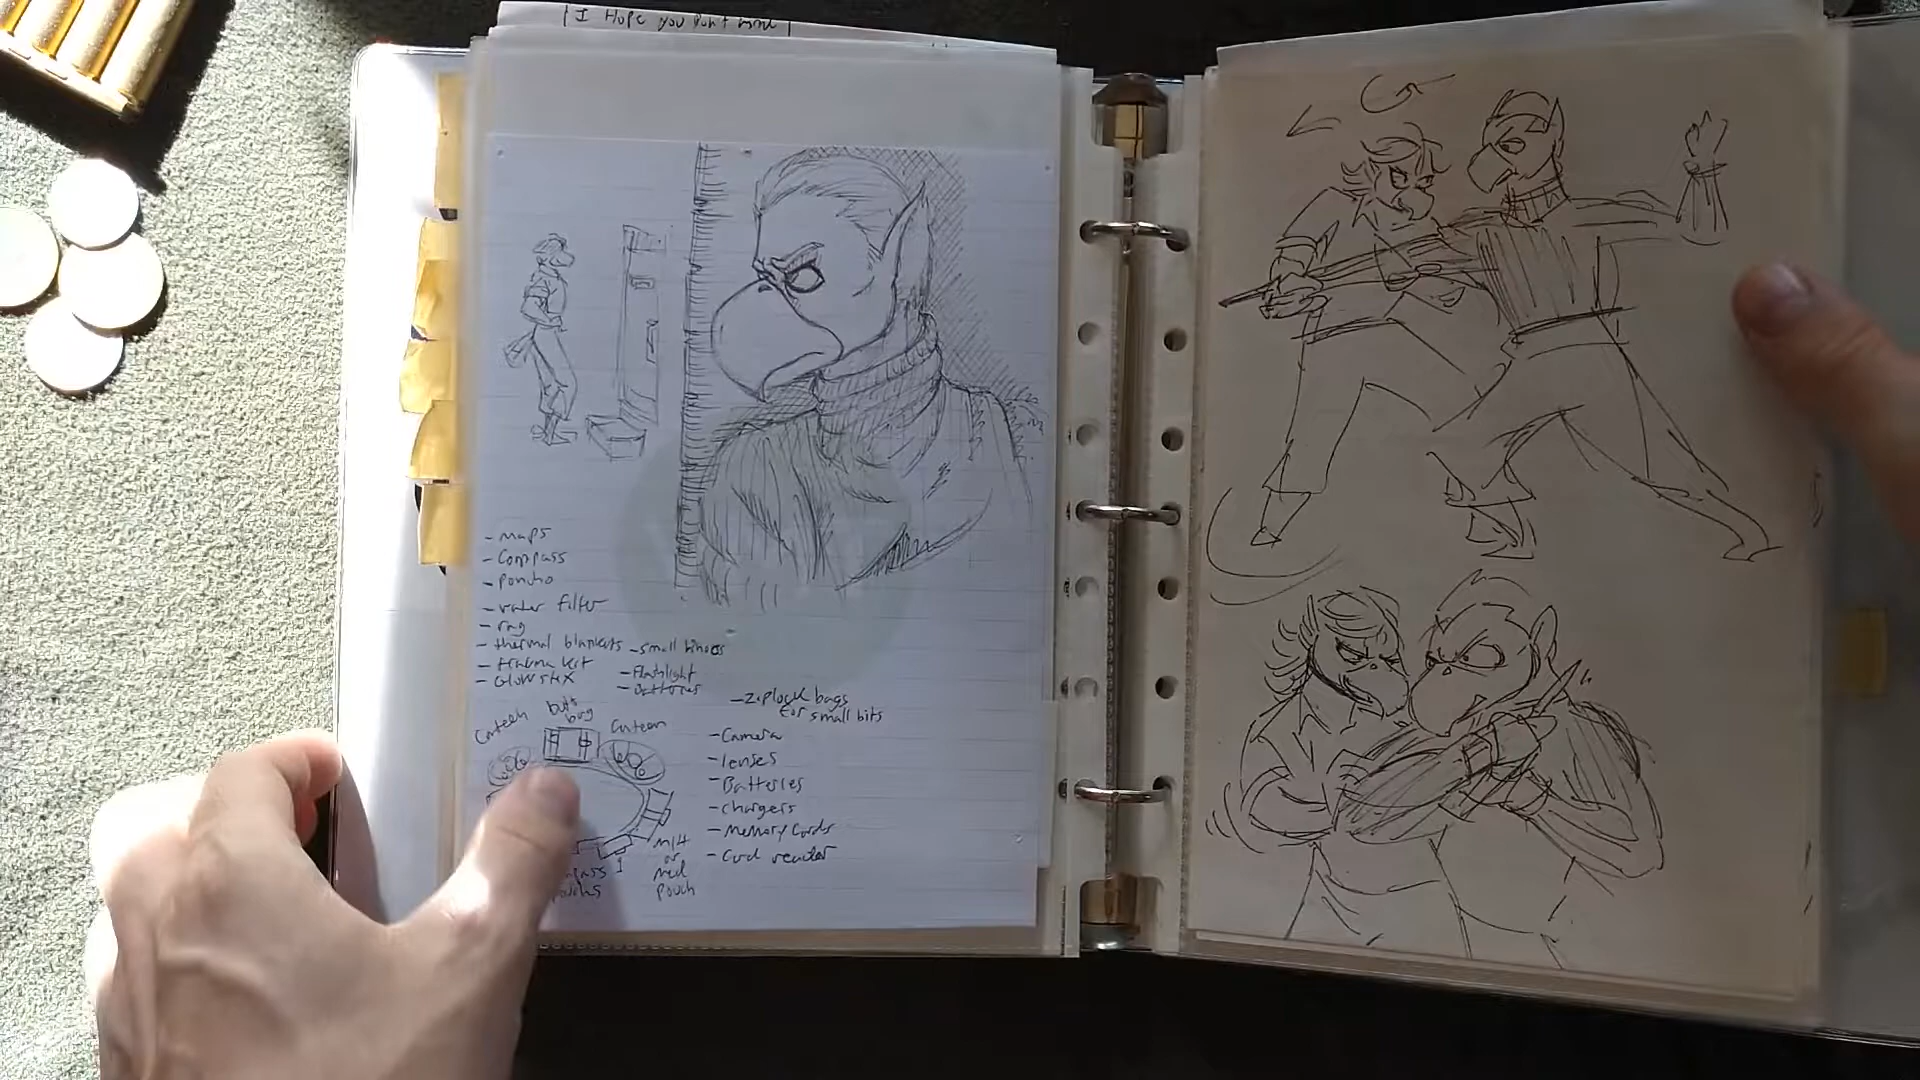 I Hope you don't mind
- maps
- Compass
- Poncho
- water filter
- rag
- thermal blankets
- trauma kit
- Glow stix
- small binos
- Flashlight
- Batteries
- Ziplock bags
for small bits
Canteen
bits
bag
Canteen
- Camera
- lenses
- Batteries
- chargers
- Memory Cards
- Card reader
or
med
pouch